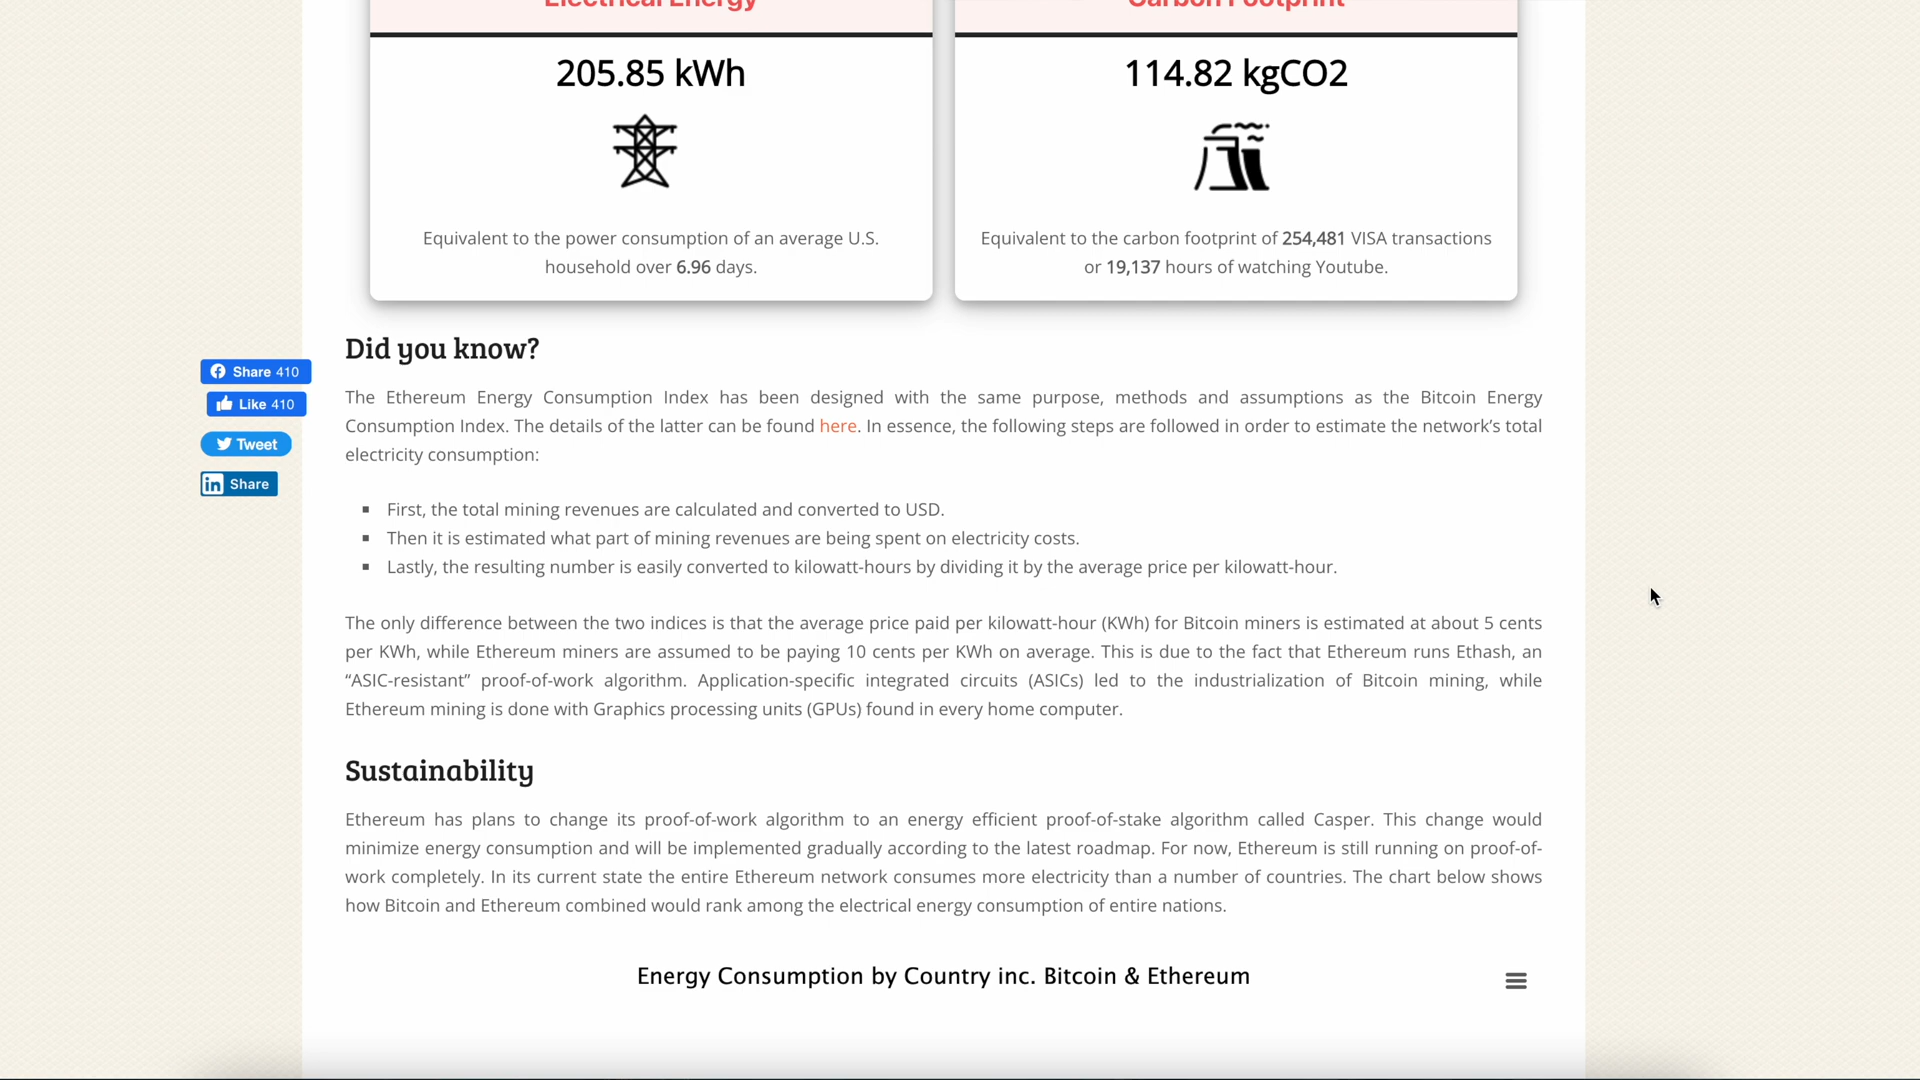 Electrical Energy
Carbon Footprint
205.85 kWh
114.82 kgCO2
Equivalent to the power consumption of an average U.S.
household over 6.96 days.
Equivalent to the carbon footprint of 254,481 VISA transactions
or 19,137 hours of watching Youtube.
Did you know?
Share 410
Like 410
Tweet
in Share
The Ethereum Energy Consumption Index has been designed with the same purpose, methods and assumptions as the Bitcoin Energy
Consumption Index. The details of the latter can be found here. In essence, the following steps are followed in order to estimate the network’s total
electricity consumption:
▪ First, the total mining revenues are calculated and converted to USD.
▪ Then it is estimated what part of mining revenues are being spent on electricity costs.
▪ Lastly, the resulting number is easily converted to kilowatt-hours by dividing it by the average price per kilowatt-hour.
The only difference between the two indices is that the average price paid per kilowatt-hour (KWh) for Bitcoin miners is estimated at about 5 cents
per KWh, while Ethereum miners are assumed to be paying 10 cents per KWh on average. This is due to the fact that Ethereum runs Ethash, an
“ASIC-resistant” proof-of-work algorithm. Application-specific integrated circuits (ASICs) led to the industrialization of Bitcoin mining, while
Ethereum mining is done with Graphics processing units (GPUs) found in every home computer.
Sustainability
Ethereum has plans to change its proof-of-work algorithm to an energy efficient proof-of-stake algorithm called Casper. This change would
minimize energy consumption and will be implemented gradually according to the latest roadmap. For now, Ethereum is still running on proof-of-
work completely. In its current state the entire Ethereum network consumes more electricity than a number of countries. The chart below shows
how Bitcoin and Ethereum combined would rank among the electrical energy consumption of entire nations.
Energy Consumption by Country inc. Bitcoin & Ethereum